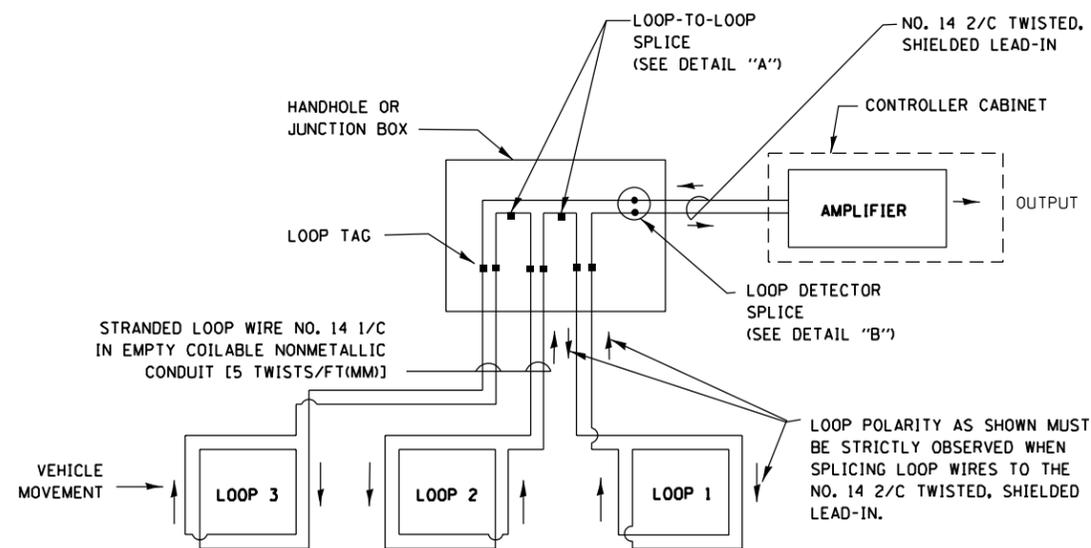 LOOP-TO-LOOP
SPLICE
(SEE DETAIL "A")
NO. 14 2/C TWISTED,
SHIELDED LEAD-IN
HANDHOLE OR
JUNCTION BOX
CONTROLLER CABINET
AMPLIFIER
OUTPUT
LOOP TAG
LOOP DETECTOR
SPLICE
(SEE DETAIL "B")
STRANDED LOOP WIRE NO. 14 1/C
IN EMPTY COILABLE NONMETALLIC
CONDUIT [5 TWISTS/FT(MM)]
LOOP POLARITY AS SHOWN MUST
BE STRICTLY OBSERVED WHEN
SPLICING LOOP WIRES TO THE
NO. 14 2/C TWISTED, SHIELDED
LEAD-IN.
VEHICLE
MOVEMENT
LOOP 3
LOOP 2
LOOP 1